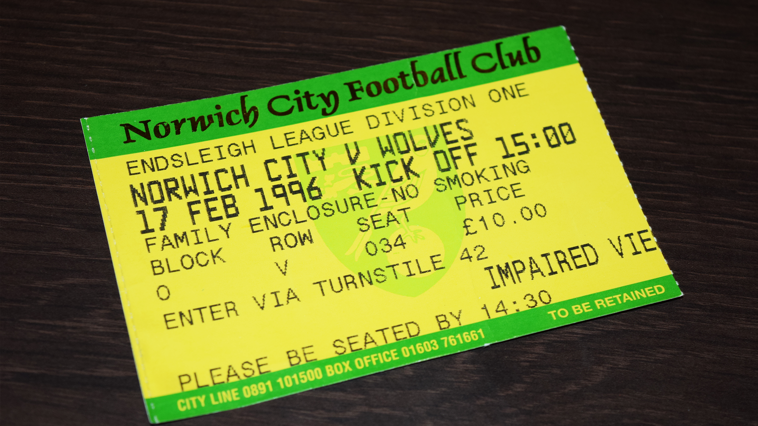 Norwich City Football Club
ENDSLEIGH LEAGUE DIVISION ONE
NORWICH CITY V WOLVES
17 FEB 1996 KICK OFF 15:00
FAMILY ENCLOSURE-NO SMOKING
BLOCK ROW SEAT PRICE
O V 034 £10.00
ENTER VIA TURNSTILE 42
IMPAIRED VIE
PLEASE BE SEATED BY 14:30
CITY LINE 0891 101500 BOX OFFICE 01603 761661 TO BE RETAINED